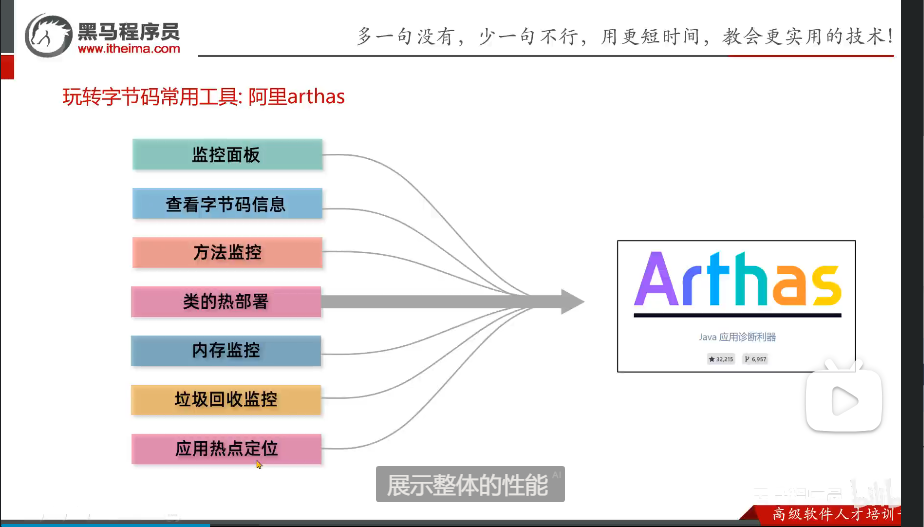 黑马程序员
www.itheima.com
多一句没有，少一句不行，用更短时间，教会更实用的技术！
玩转字节码常用工具: 阿里arthas
监控面板
查看字节码信息
方法监控
类的热部署
内存监控
垃圾回收监控
应用热点定位
Arthas
Java 应用诊断利器
32,215
6,957
展示整体的性能
AI
高级软件人才培训